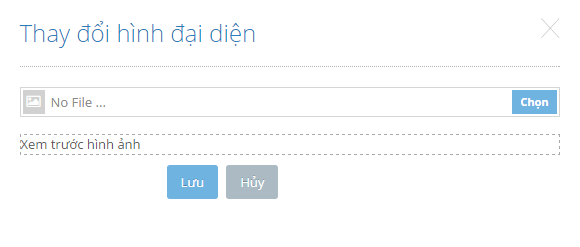 Thay đổi hình đại diện
No File ...
Chọn
Xem trước hình ảnh
Lưu
Hủy